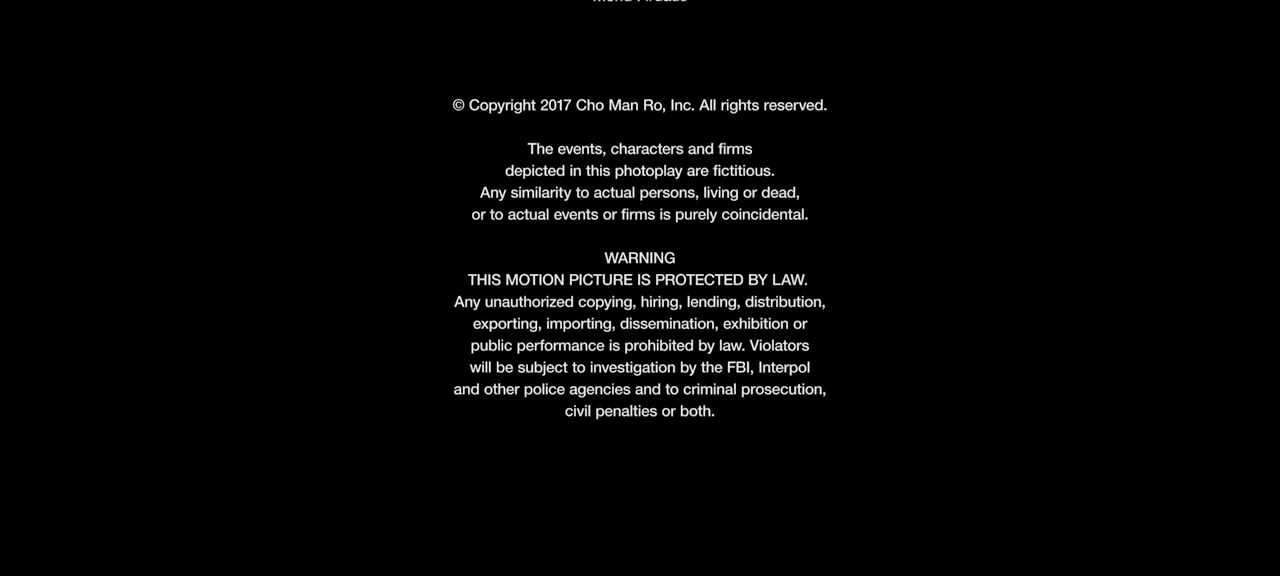 © Copyright 2017 Cho Man Ro, Inc. All rights reserved.
The events, characters and firms
depicted in this photoplay are fictitious.
Any similarity to actual persons, living or dead,
or to actual events or firms is purely coincidental.
WARNING
THIS MOTION PICTURE IS PROTECTED BY LAW.
Any unauthorized copying, hiring, lending, distribution,
exporting, importing, dissemination, exhibition or
public performance is prohibited by law. Violators
will be subject to investigation by the FBI, Interpol
and other police agencies and to criminal prosecution,
civil penalties or both.